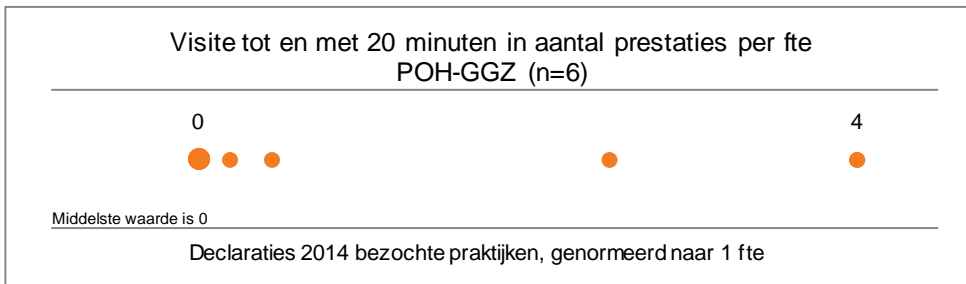 Visite tot en met 20 minuten in aantal prestaties per fte
POH-GGZ (n=6)
0 4
Middelste waarde is 0
Declaraties 2014 bezochte praktijken, genormeerd naar 1 fte